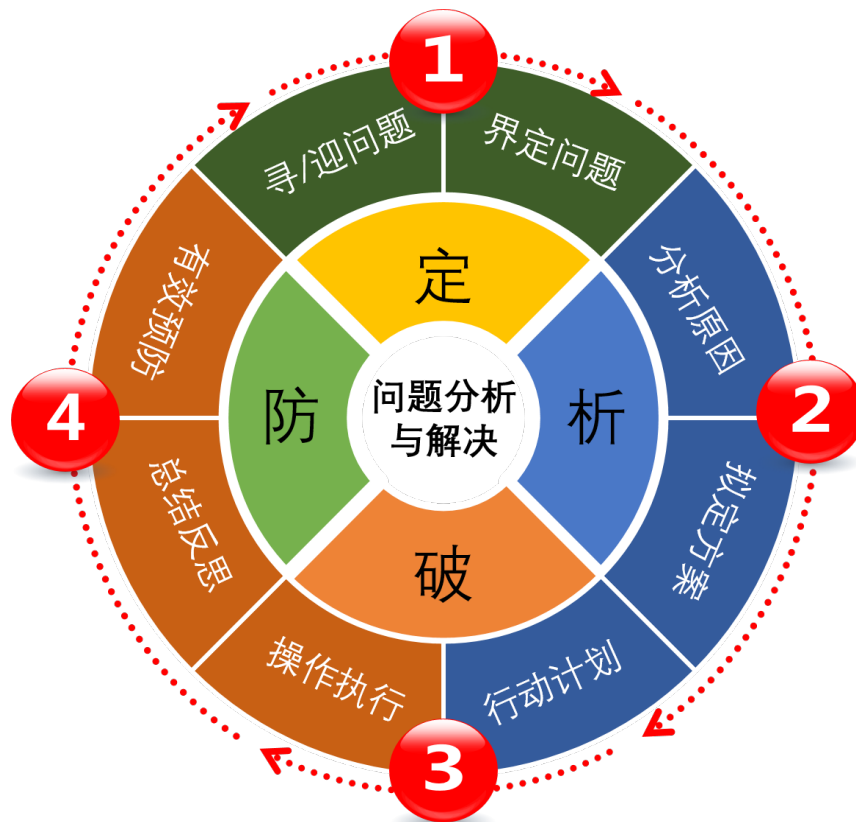 1
寻/迎问题
界定问题
定
分析原因
2
析
拟定方案
行动计划
3
破
操作执行
总结反思
4
防
有效预防
问题分析
与解决